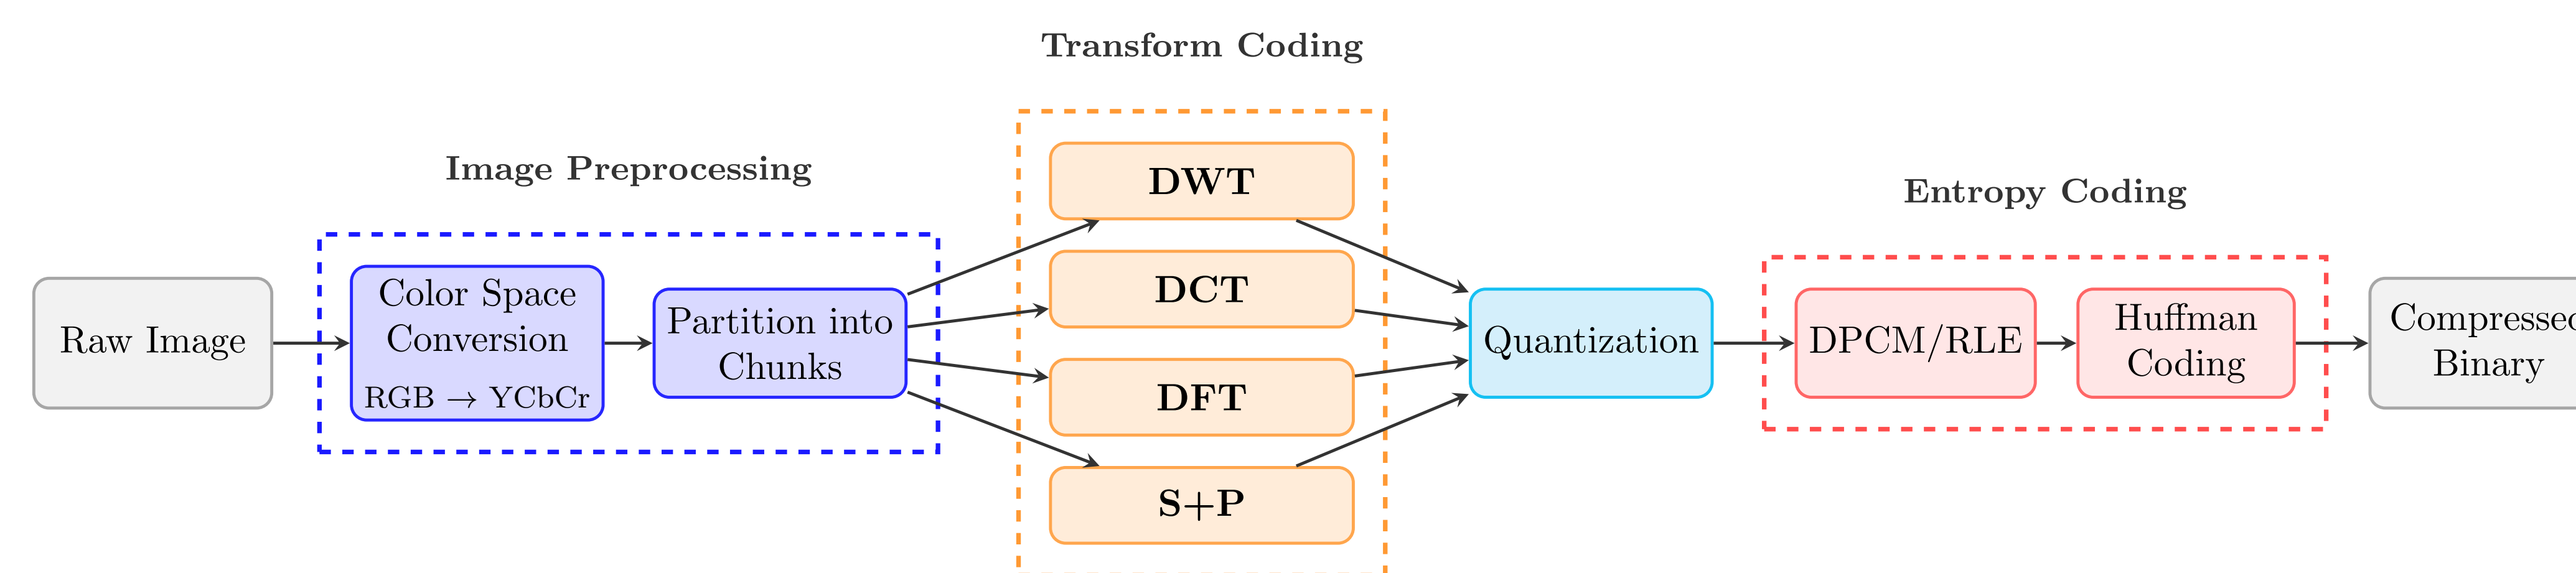 Transform Coding
Image Preprocessing
Entropy Coding
Raw Image
Color Space
Conversion
RGB → YCbCr
Partition into
Chunks
DWT
DCT
DFT
S+P
Quantization
DPCM/RLE
Huffman
Coding
Compressed
Binary